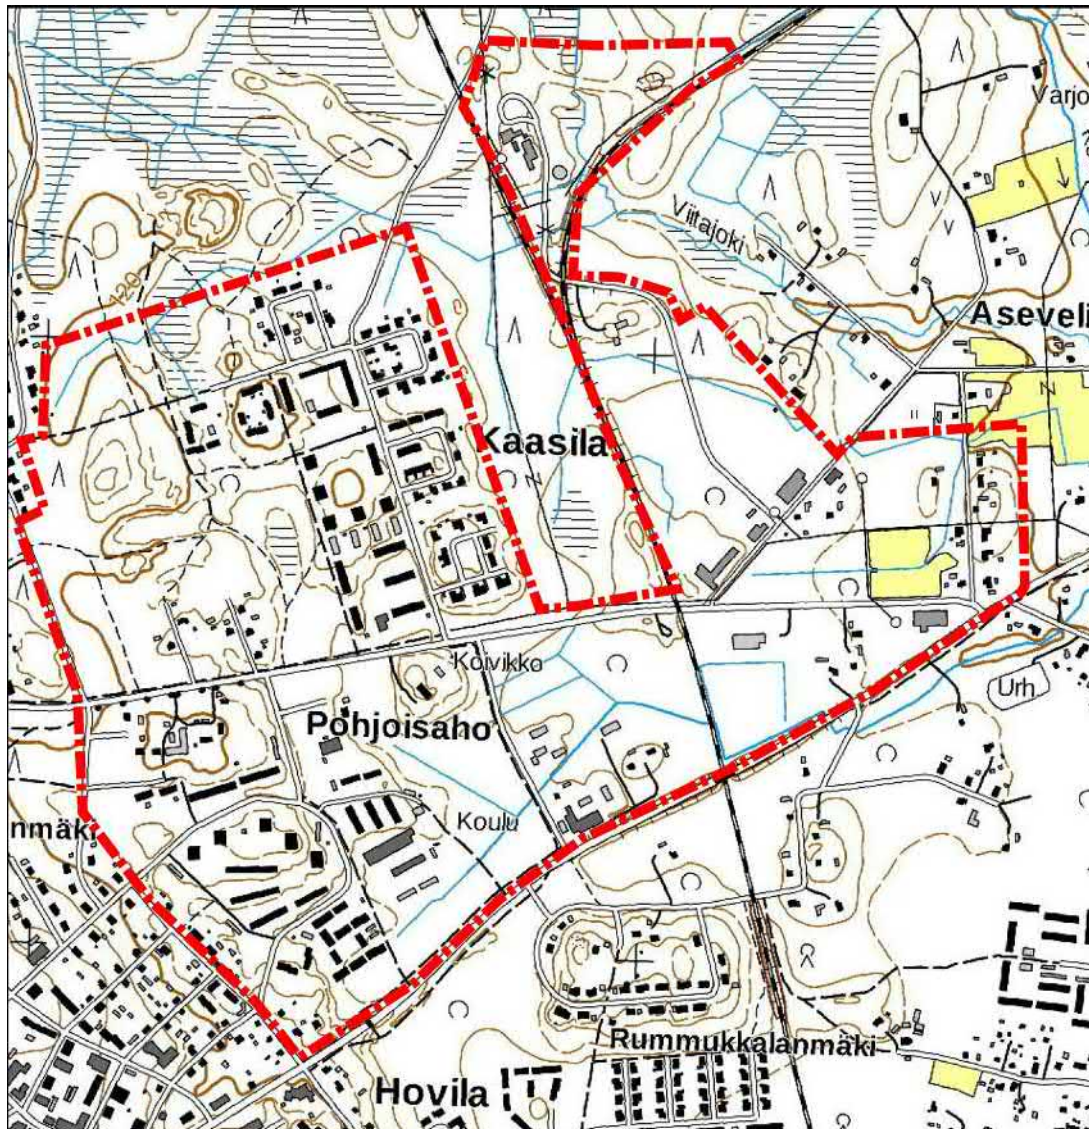 Varjo
Viitajoki
120
Aseveli
Kaasila
Koivikko
Urh
Pohjoisaho
Koulu
nmäki
Rummukkalanmäki
Hovila